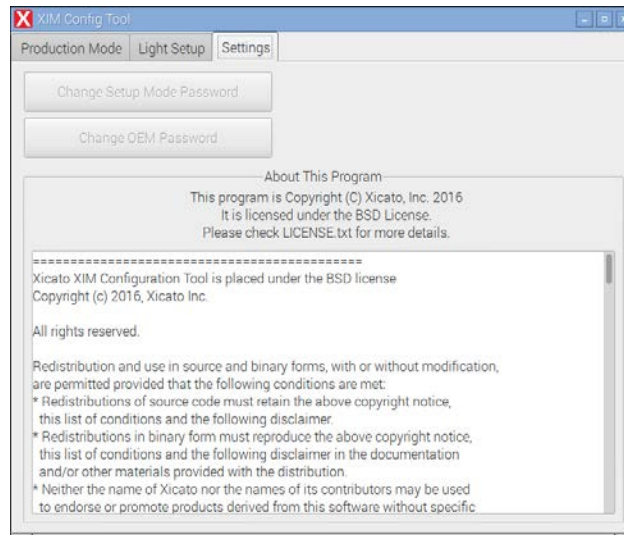 XIM Config Tool
Production Mode Light Setup Settings
Change Setup Mode Password
Change OEM Password
About This Program
This program is Copyright (C) Xicato, Inc. 2016
It is licensed under the BSD License.
Please check LICENSE.txt for more details.
==============================================
Xicato XIM Configuration Tool is placed under the BSD license
Copyright (c) 2016, Xicato Inc.
All rights reserved.
Redistribution and use in source and binary forms, with or without modification,
are permitted provided that the following conditions are met:
* Redistributions of source code must retain the above copyright notice,
this list of conditions and the following disclaimer.
* Redistributions in binary form must reproduce the above copyright notice,
this list of conditions and the following disclaimer in the documentation
and/or other materials provided with the distribution.
* Neither the name of Xicato nor the names of its contributors may be used
to endorse or promote products derived from this software without specific